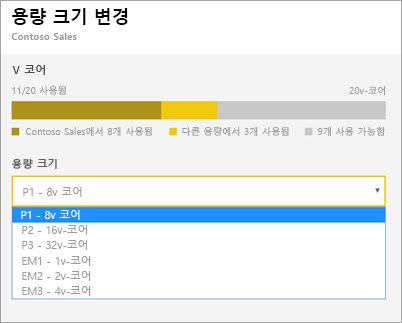 용량 크기 변경
Contoso Sales
V 코어
11/20 사용됨 20v-코어
Contoso Sales에서 8개 사용됨 다른 용량에서 3개 사용됨 9개 사용 가능함
용량 크기
P1 - 8v 코어
P1 - 8v 코어
P2 - 16v-코어
P3 - 32v-코어
EM1 - 1v-코어
EM2 - 2v-코어
EM3 - 4v-코어